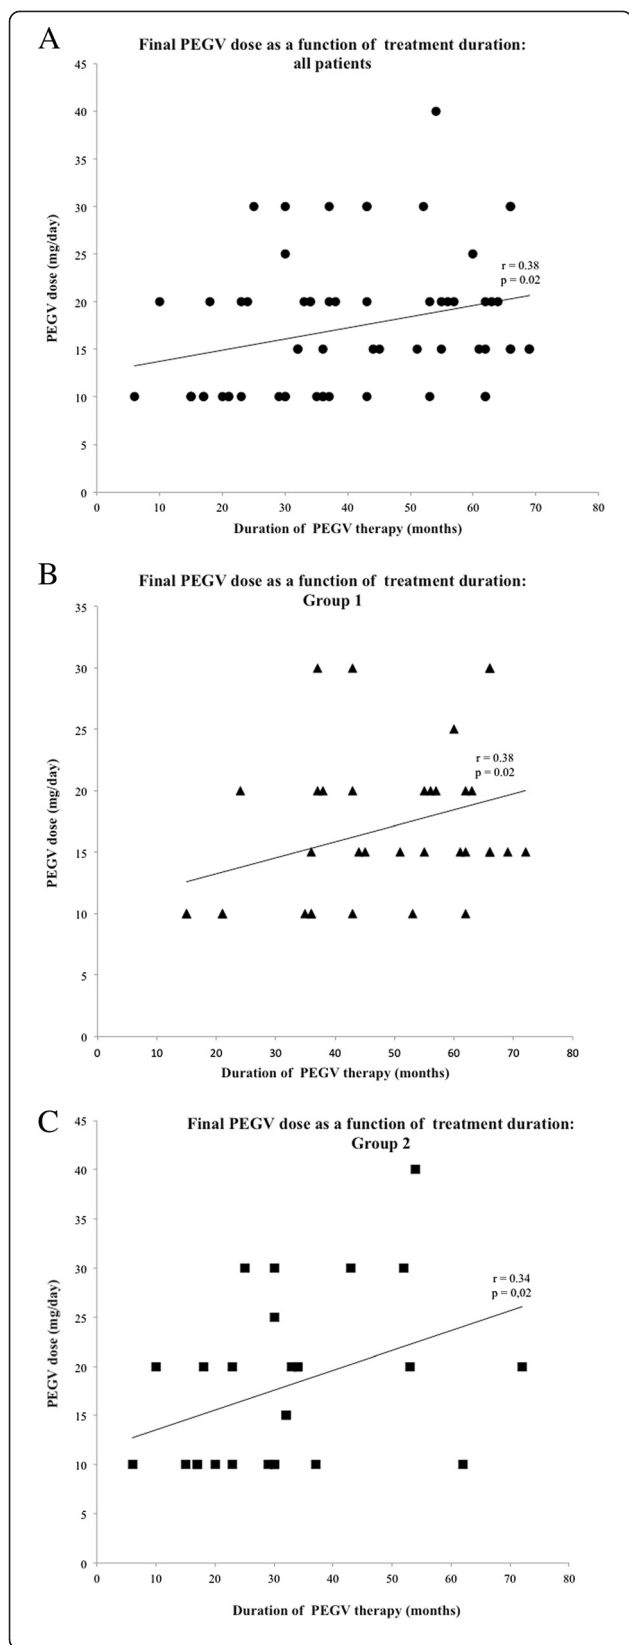 A
Final PEGV dose as a function of treatment duration:
all patients
45
40
35
30
25
20
15
10
5
0
PEGV dose (mg/day)
r = 0.38
p = 0.02
0 10 20 30 40 50 60 70 80
Duration of PEGV therapy (months)
B
Final PEGV dose as a function of treatment duration:
Group 1
35
30
25
20
15
10
5
0
PEGV dose (mg/day)
r = 0.38
p = 0.02
0 10 20 30 40 50 60 70 80
Duration of PEGV therapy (months)
C
Final PEGV dose as a function of treatment duration:
Group 2
45
40
35
30
25
20
15
10
5
0
PEGV dose (mg/day)
r = 0.34
p = 0,02
0 10 20 30 40 50 60 70 80
Duration of PEGV therapy (months)